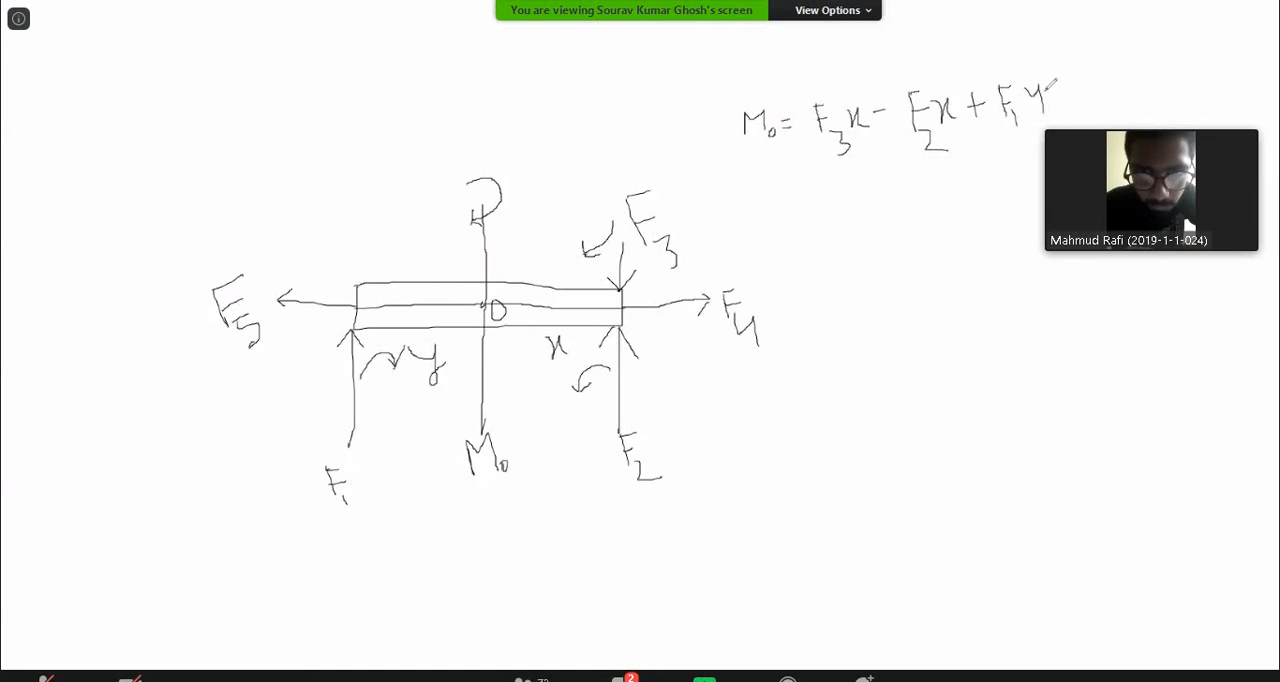 You are viewing Sourav Kumar Ghosh's screen
View Options
M₀ = F₃x - F₂x + F₁y
Mahmud Rafi (2019-1-1-024)
P
F₃
F₅
O
F₄
y
x
M₀
F₂
F₁
2